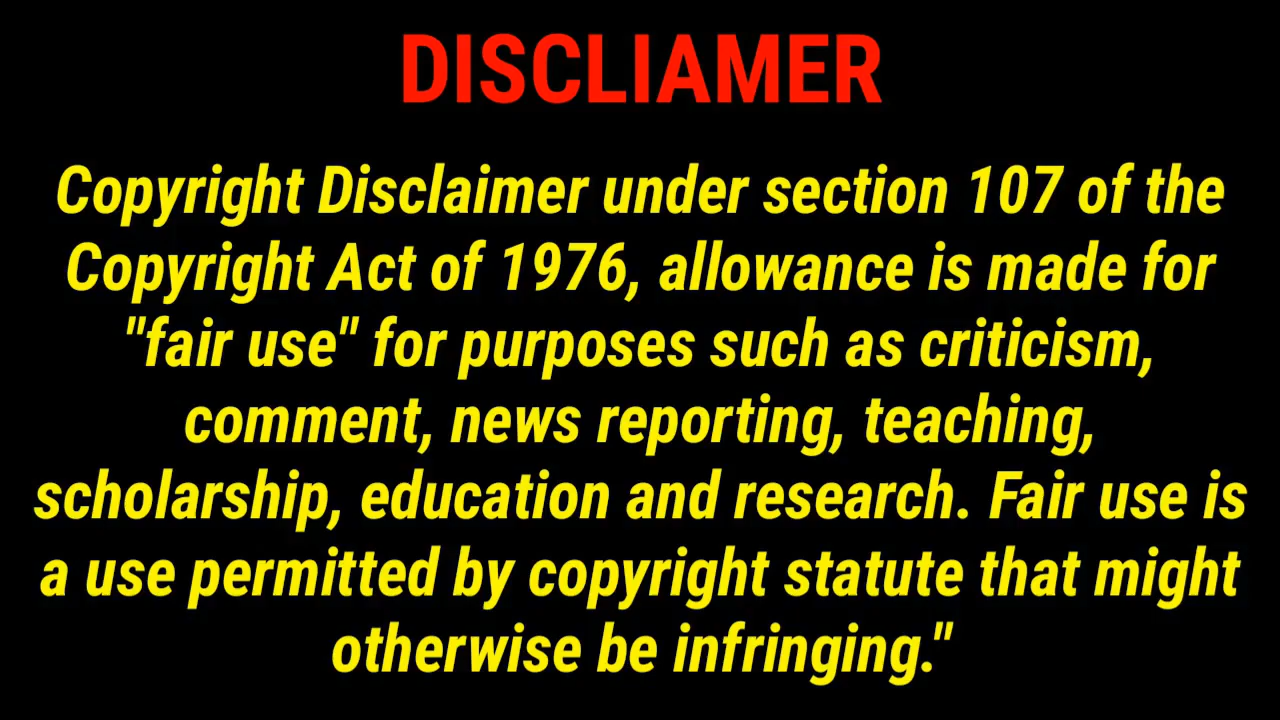 DISCLIAMER
Copyright Disclaimer under section 107 of the
Copyright Act of 1976, allowance is made for
"fair use" for purposes such as criticism,
comment, news reporting, teaching,
scholarship, education and research. Fair use is
a use permitted by copyright statute that might
otherwise be infringing."